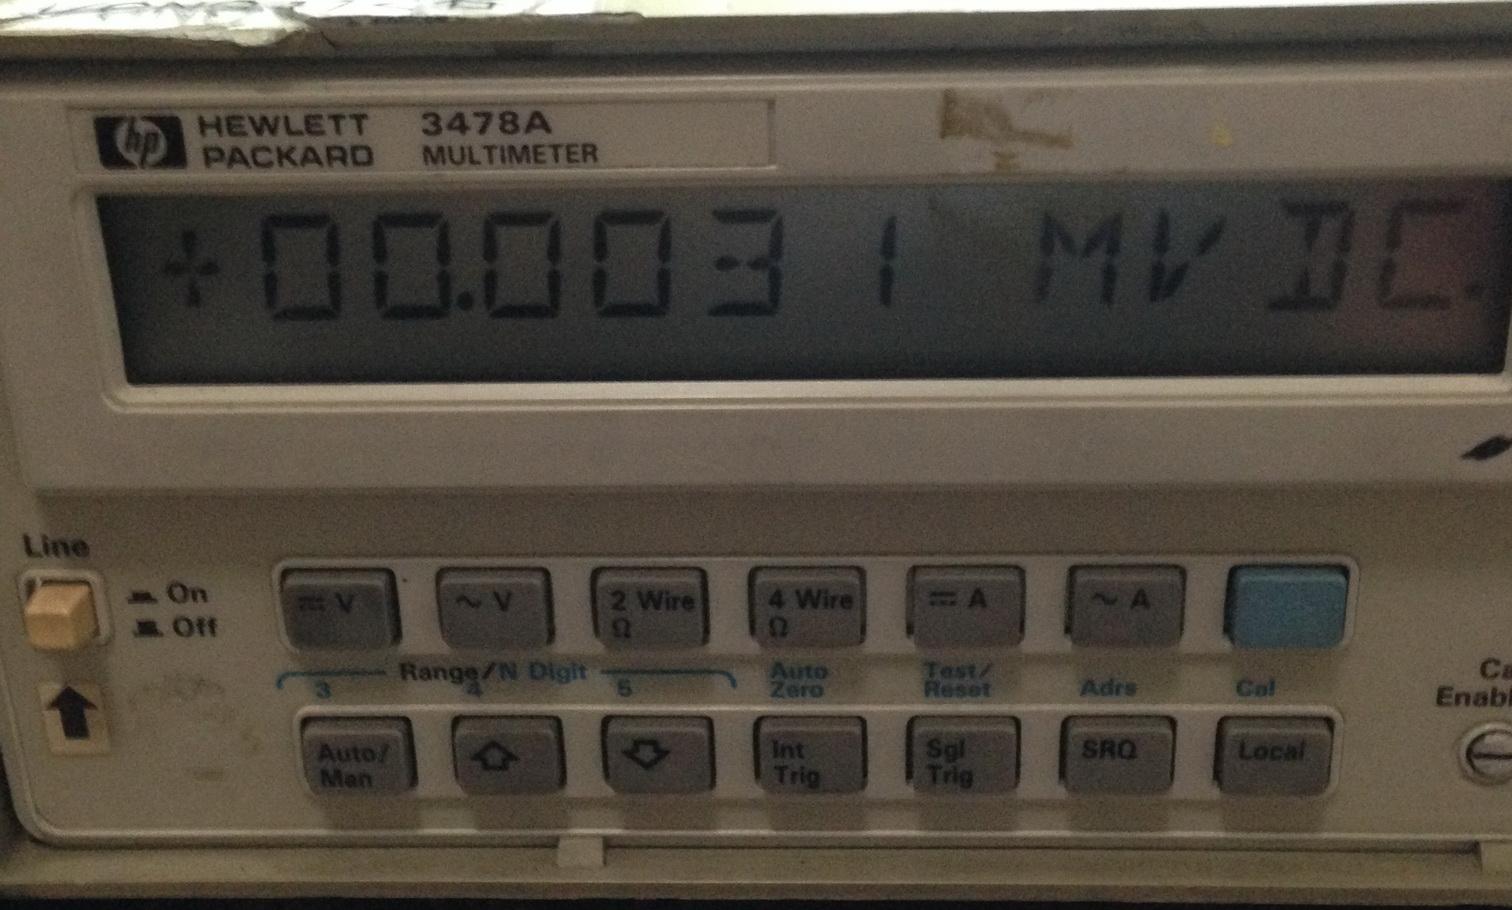 hp HEWLETT PACKARD 3478A MULTIMETER
+00.0031 MV DC.
Line
On
Off
⎓ V ~ V 2 Wire Ω 4 Wire Ω ⎓ A ~ A
Range/N Digit
3 4 5 Auto Zero Test/Reset Adrs Cal
Auto/Man Int Trig Sgl Trig SRQ Local